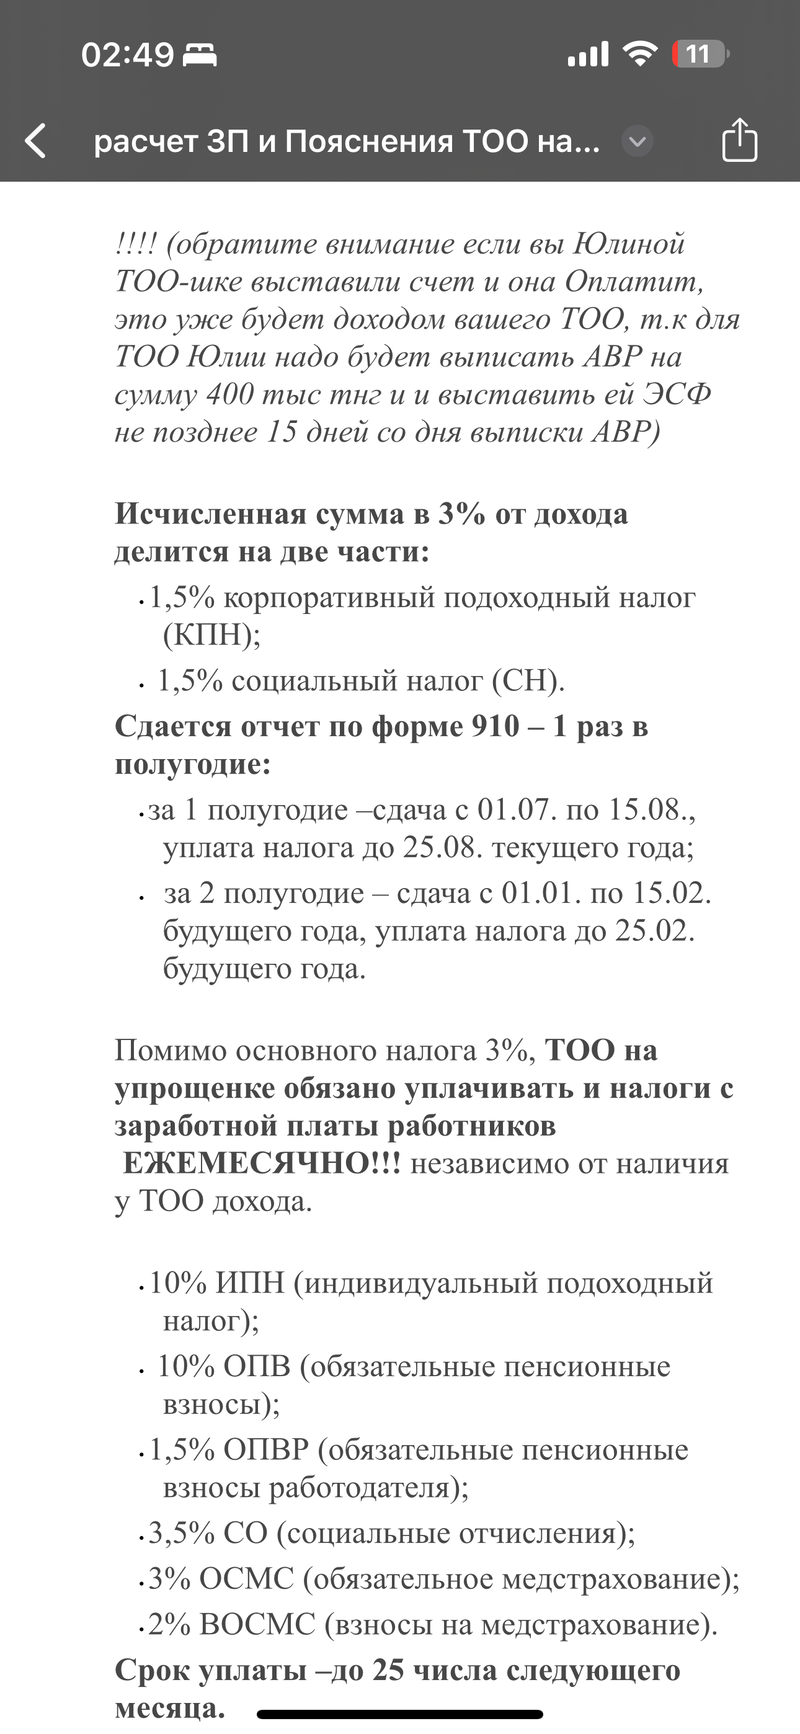 02:49
11
расчет ЗП и Пояснения ТОО на...
!!!! (обратите внимание если вы Юлиной
ТОО-шке выставили счет и она Оплатит,
это уже будет доходом вашего ТОО, т.к для
ТОО Юлии надо будет выписать АВР на
сумму 400 тыс тнг и и выставить ей ЭСФ
не позднее 15 дней со дня выписки АВР)
Исчисленная сумма в 3% от дохода
делится на две части:
·1,5% корпоративный подоходный налог
(КПН);
· 1,5% социальный налог (СН).
Сдается отчет по форме 910 – 1 раз в
полугодие:
·за 1 полугодие –сдача с 01.07. по 15.08.,
уплата налога до 25.08. текущего года;
· за 2 полугодие – сдача с 01.01. по 15.02.
будущего года, уплата налога до 25.02.
будущего года.
Помимо основного налога 3%, ТОО на
упрощенке обязано уплачивать и налоги с
заработной платы работников
ЕЖЕМЕСЯЧНО!!! независимо от наличия
у ТОО дохода.
·10% ИПН (индивидуальный подоходный
налог);
· 10% ОПВ (обязательные пенсионные
взносы);
·1,5% ОПВР (обязательные пенсионные
взносы работодателя);
·3,5% СО (социальные отчисления);
·3% ОСМС (обязательное медстрахование);
·2% ВОСМС (взносы на медстрахование).
Срок уплаты –до 25 числа следующего
месяца.